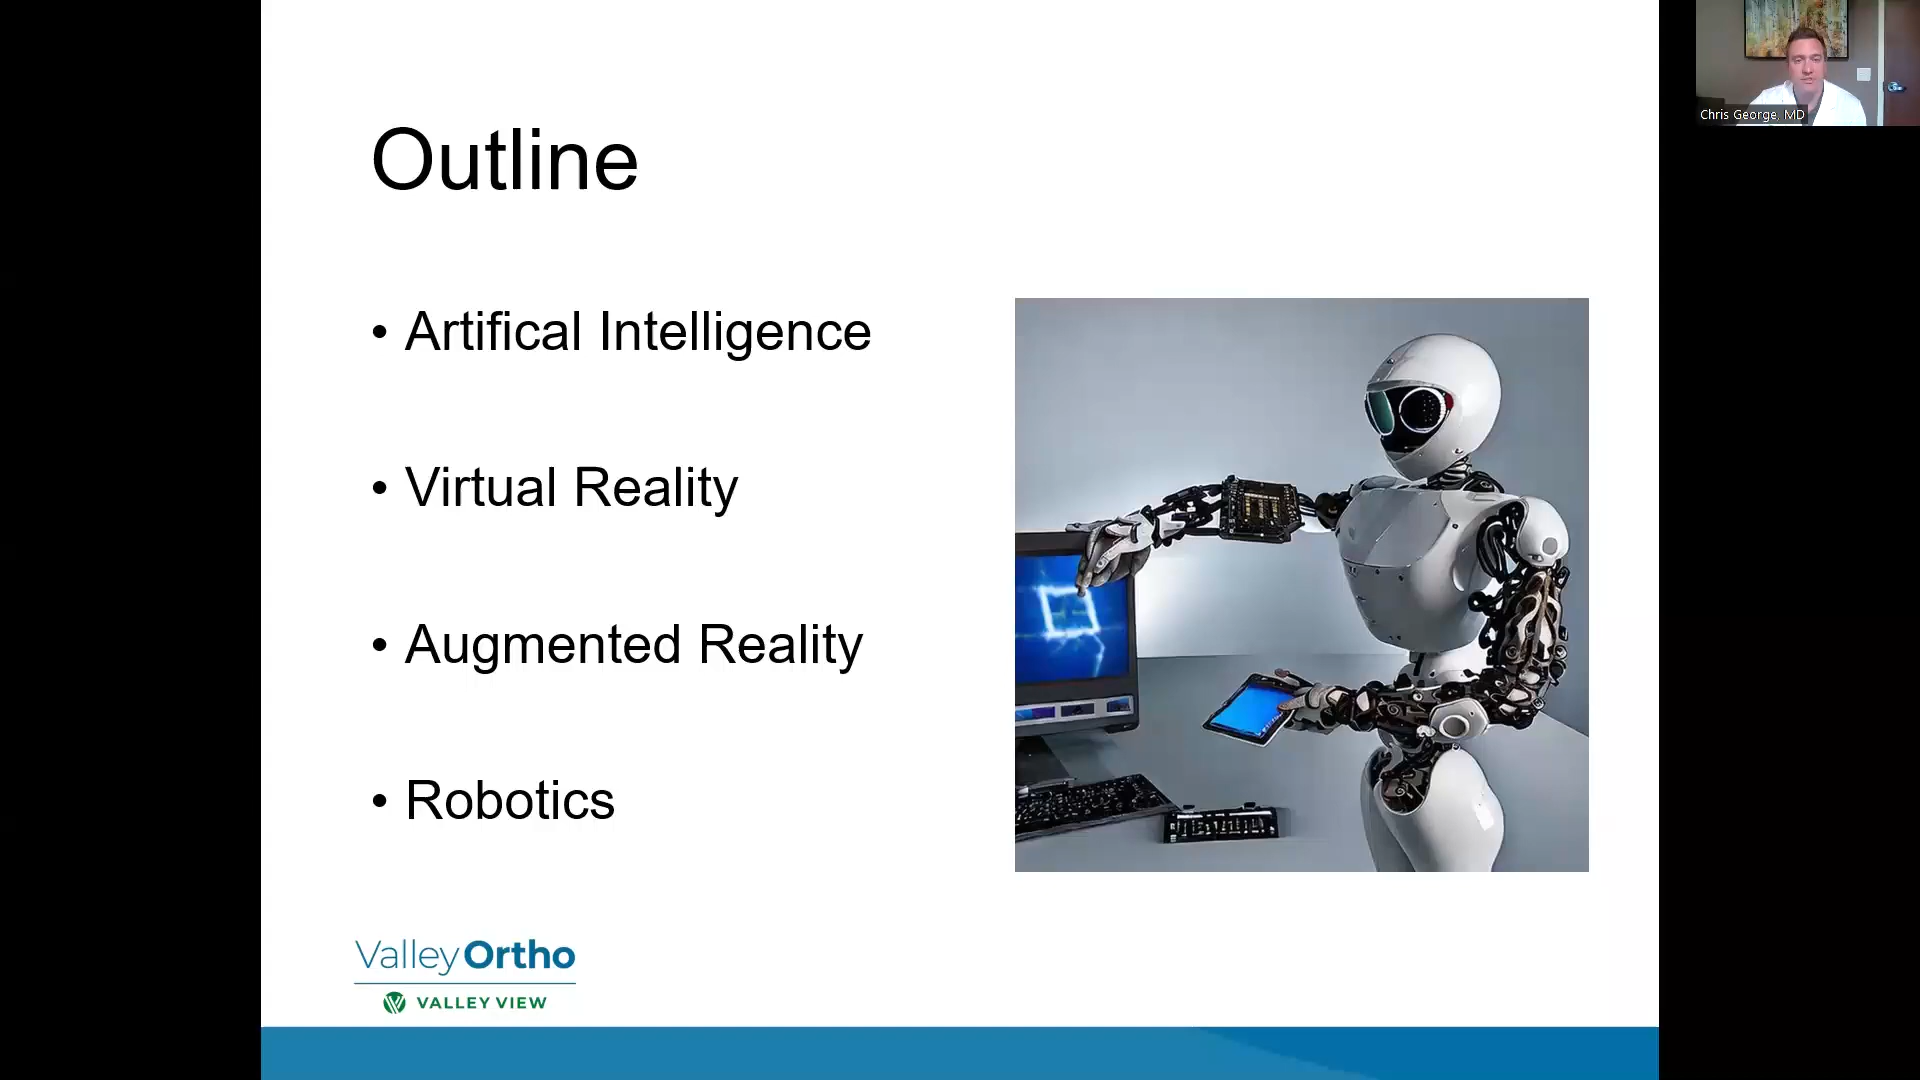 Outline
• Artifical Intelligence
• Virtual Reality
• Augmented Reality
• Robotics
ValleyOrtho
VALLEY VIEW
Chris George, MD